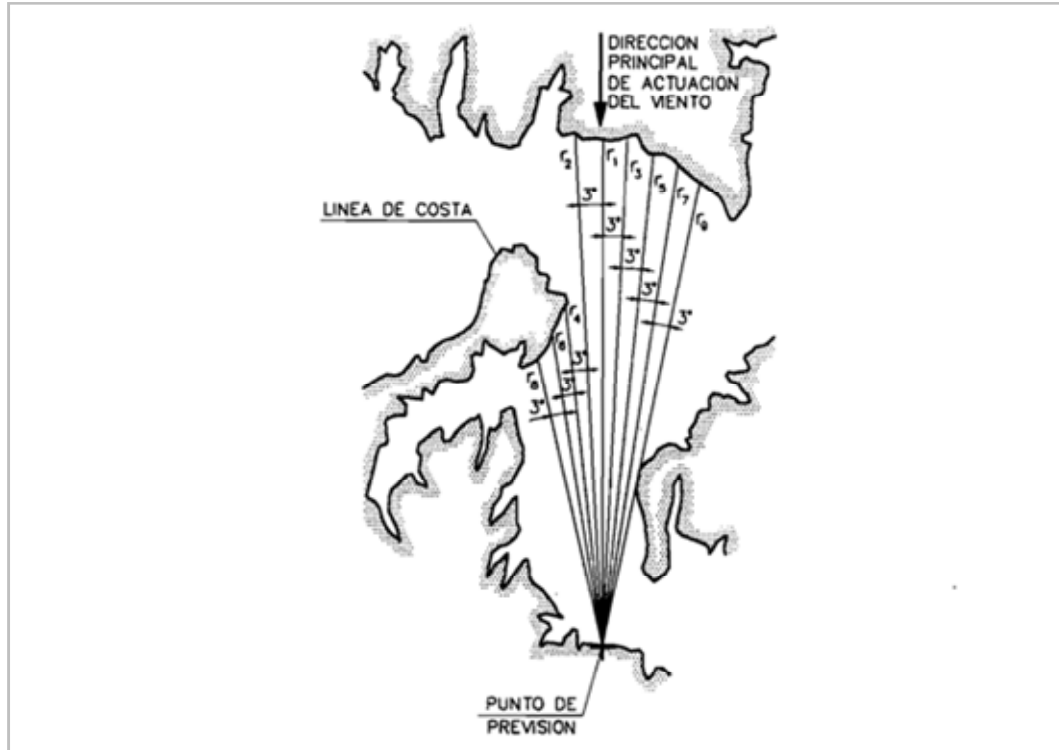 DIRECCION
PRINCIPAL
DE ACTUACION
DEL VIENTO
r2
r1
r3
r5
r7
r9
3°
3°
3°
3°
3°
LINEA DE COSTA
r4
r6
r8
3°
3°
3°
PUNTO DE
PREVISION